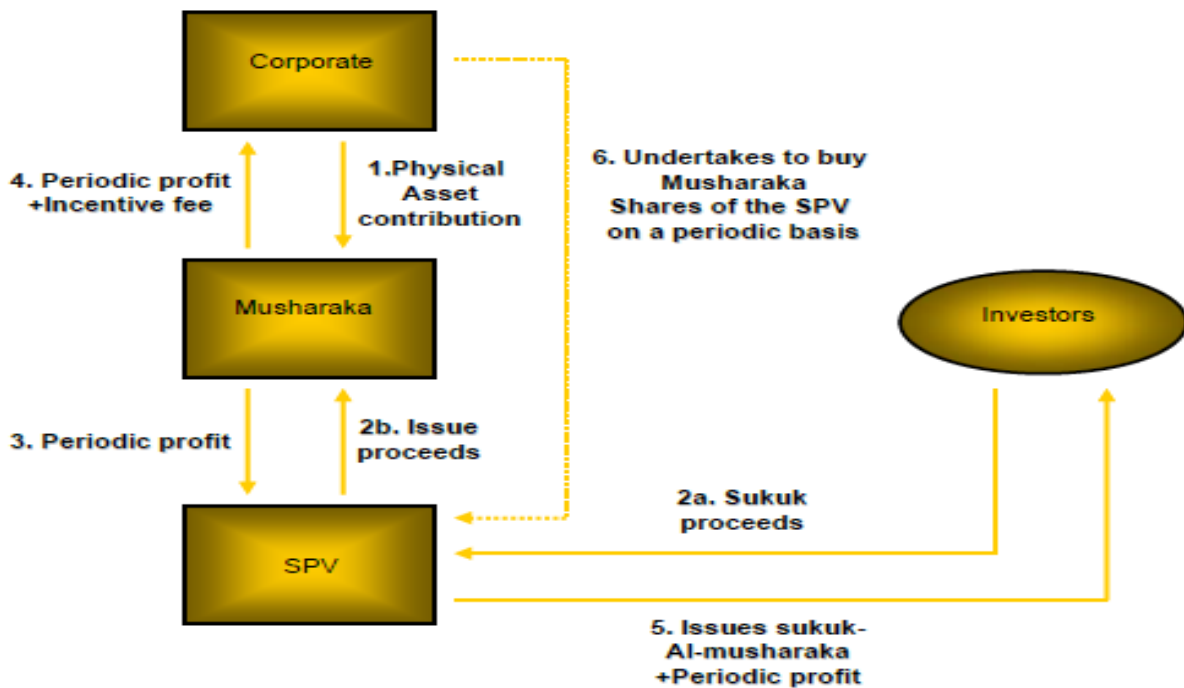 Corporate
4. Periodic profit
+Incentive fee
1.Physical
Asset
contribution
6. Undertakes to buy
Musharaka
Shares of the SPV
on a periodic basis
Musharaka
Investors
3. Periodic profit
2b. Issue
proceeds
2a. Sukuk
proceeds
SPV
5. Issues sukuk-
Al-musharaka
+Periodic profit